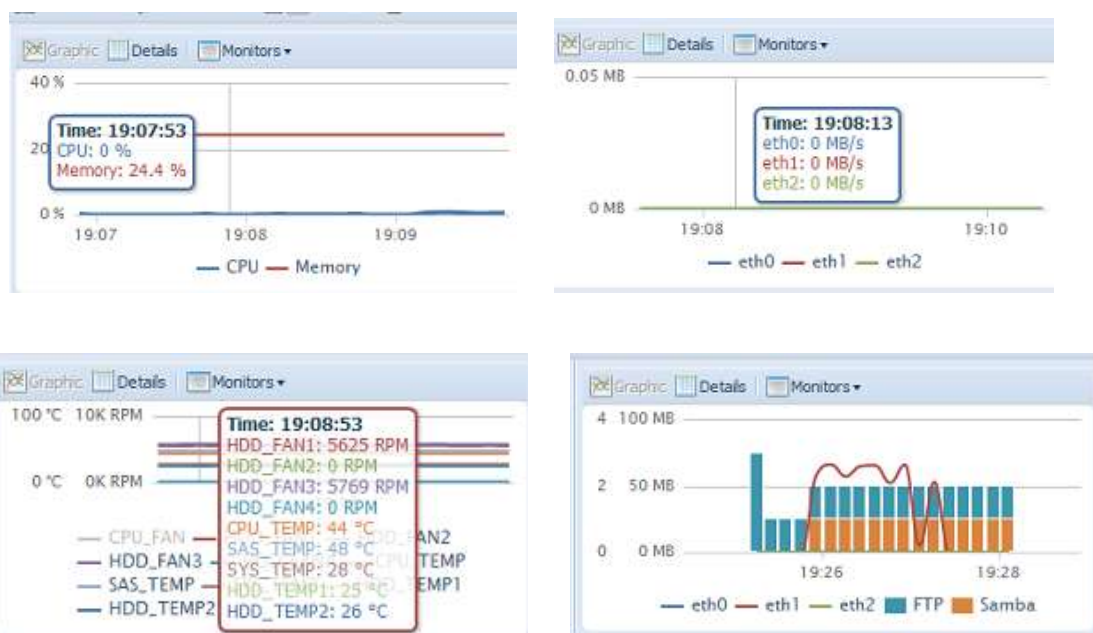 Graphic Details Monitors
40 %
Time: 19:07:53
20
CPU: 0 %
Memory: 24.4 %
0 %
19:07 19:08 19:09
CPU Memory
Graphic Details Monitors
0.05 MB
Time: 19:08:13
eth0: 0 MB/s
eth1: 0 MB/s
eth2: 0 MB/s
0 MB
19:08 19:10
eth0 eth1 eth2
Graphic Details Monitors
100 °C 10K RPM
Time: 19:08:53
HDD_FAN1: 5625 RPM
HDD_FAN2: 0 RPM
HDD_FAN3: 5769 RPM
0 °C 0K RPM
HDD_FAN4: 0 RPM
CPU_TEMP: 44 °C
SAS_TEMP: 48 °C
SYS_TEMP: 28 °C
HDD_TEMP1: 25 °C
HDD_TEMP2: 26 °C
CPU_FAN
HDD_FAN3
SAS_TEMP
HDD_TEMP2
Graphic Details Monitors
4 100 MB
2 50 MB
0 0 MB
19:26 19:28
eth0 eth1 eth2 FTP Samba